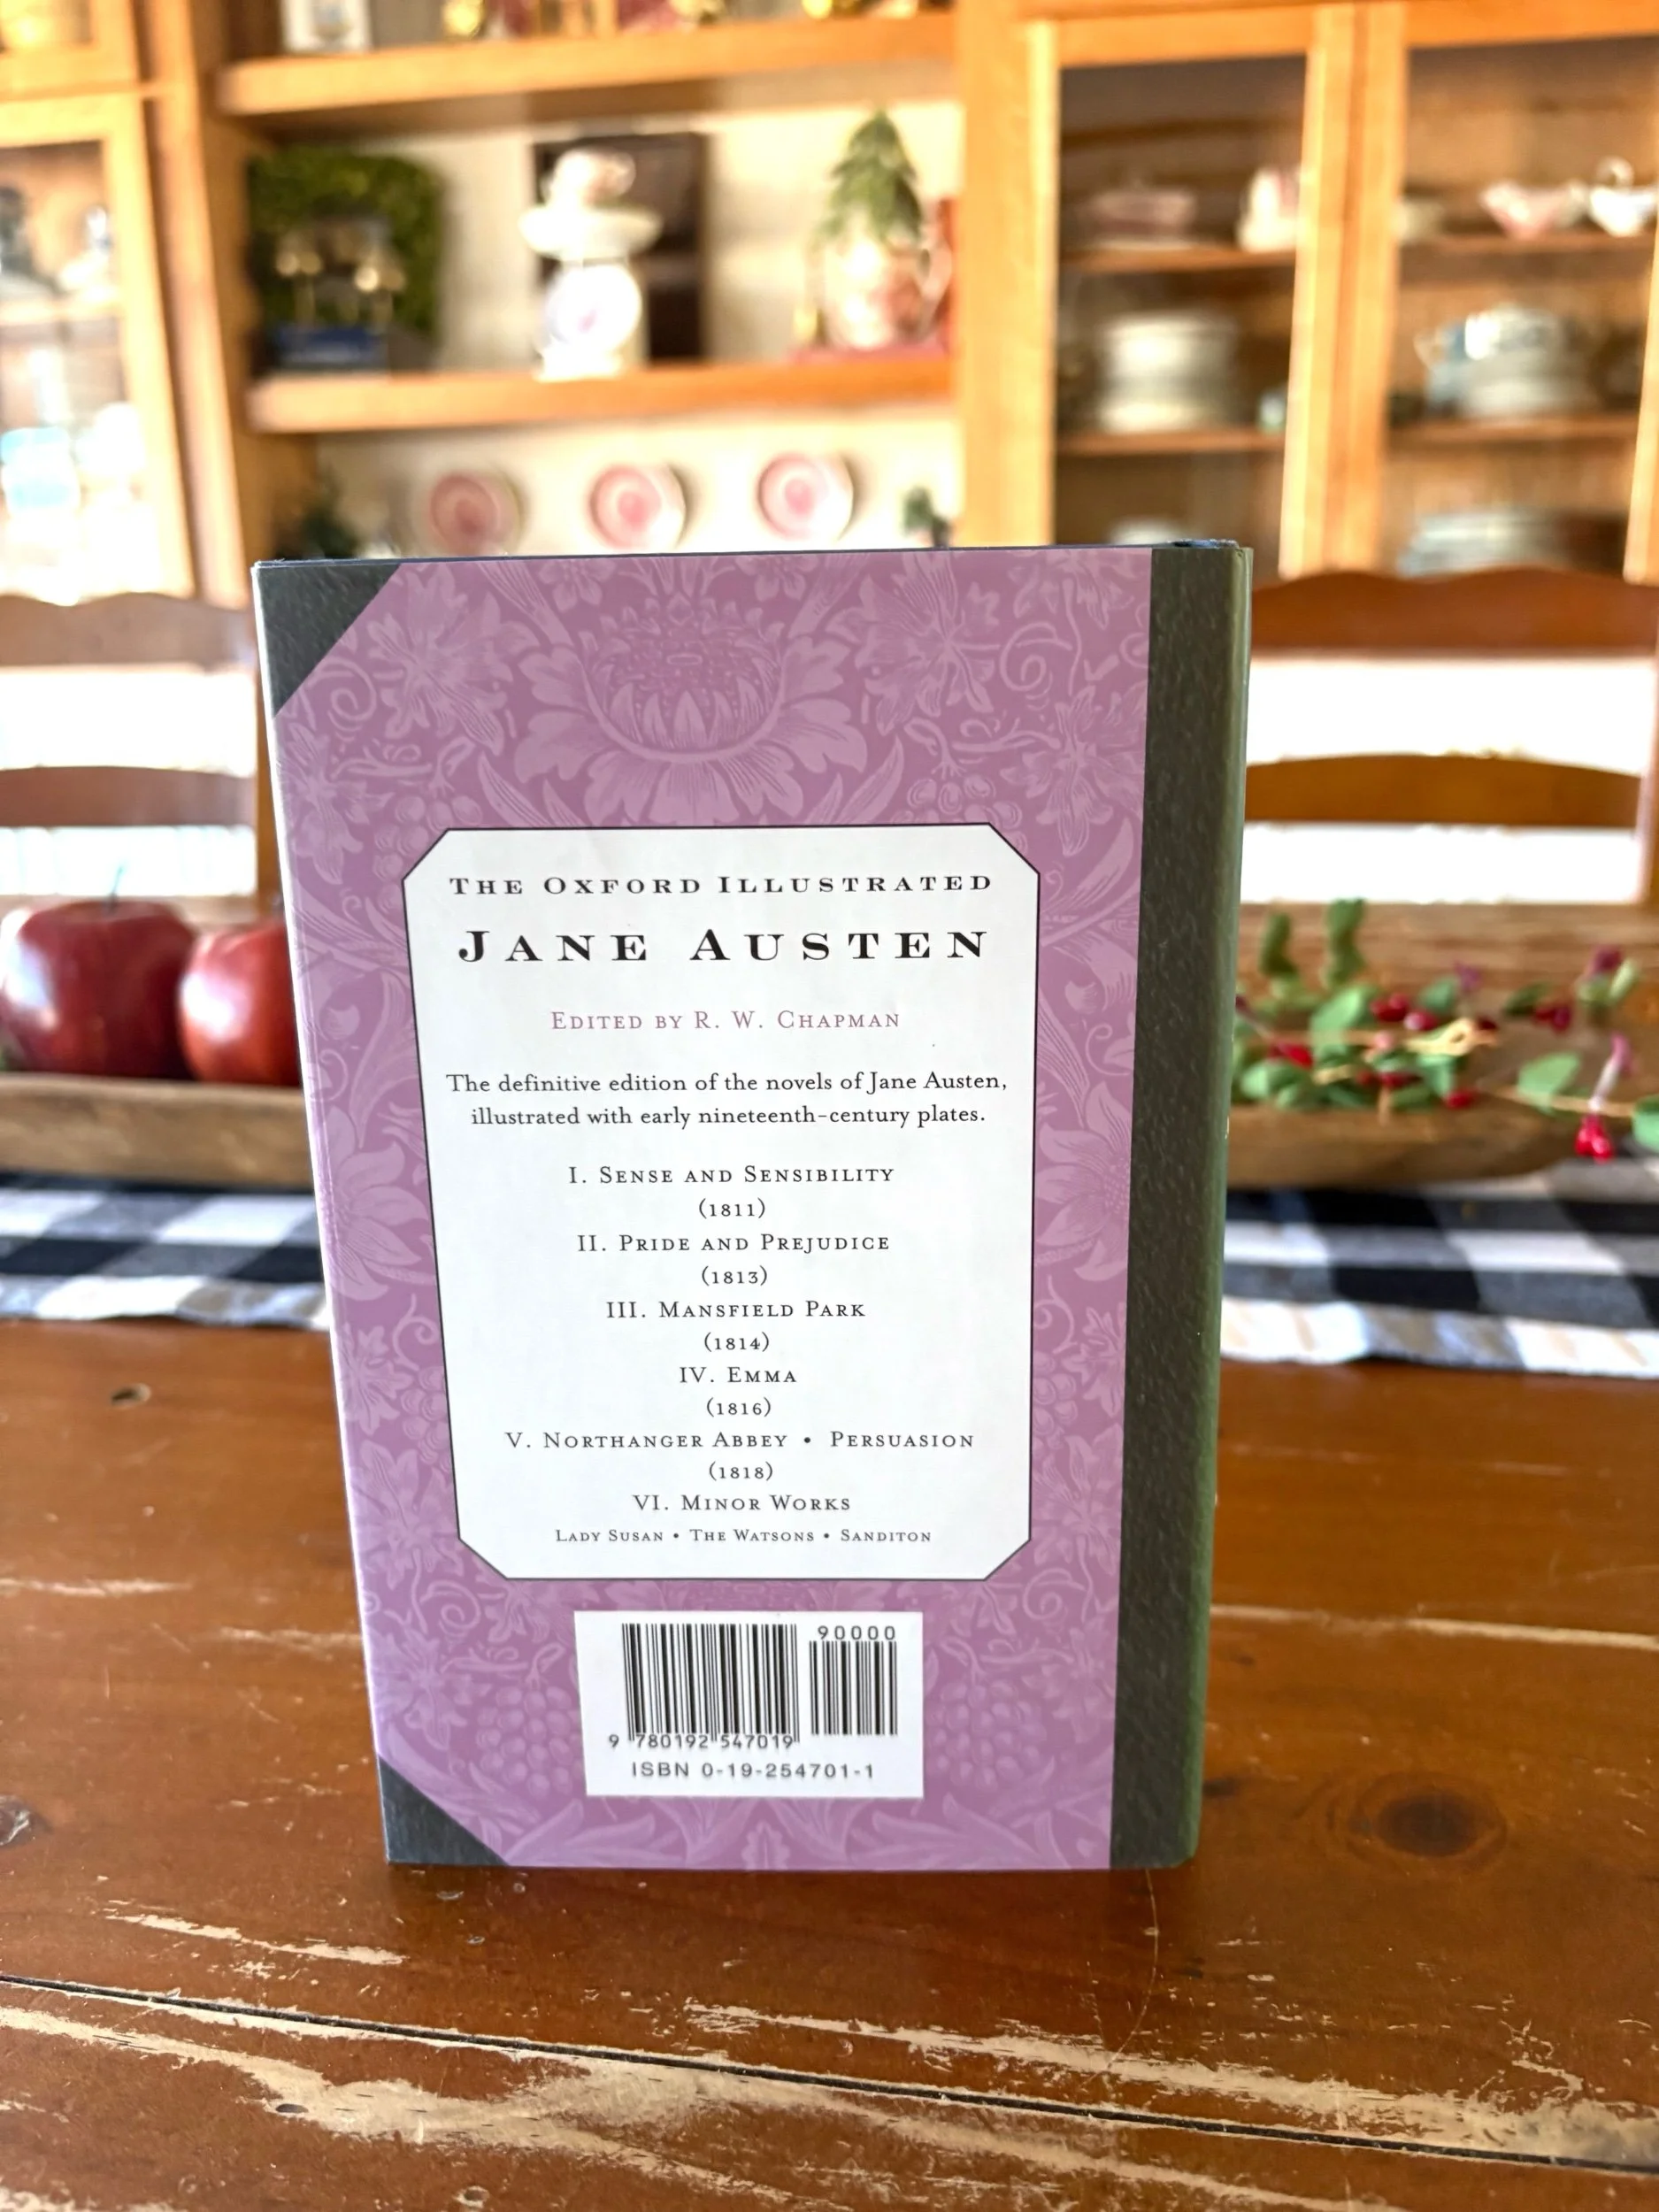 THE OXFORD ILLUSTRATED
JANE AUSTEN
EDITED BY R. W. CHAPMAN
The definitive edition of the novels of Jane Austen,
illustrated with early nineteenth-century plates.
I. SENSE AND SENSIBILITY
(1811)
II. PRIDE AND PREJUDICE
(1813)
III. MANSFIELD PARK
(1814)
IV. EMMA
(1816)
V. NORTHANGER ABBEY • PERSUASION
(1818)
VI. MINOR WORKS
LADY SUSAN • THE WATSONS • SANDITON
90000
9 780192 547019
ISBN 0-19-254701-1